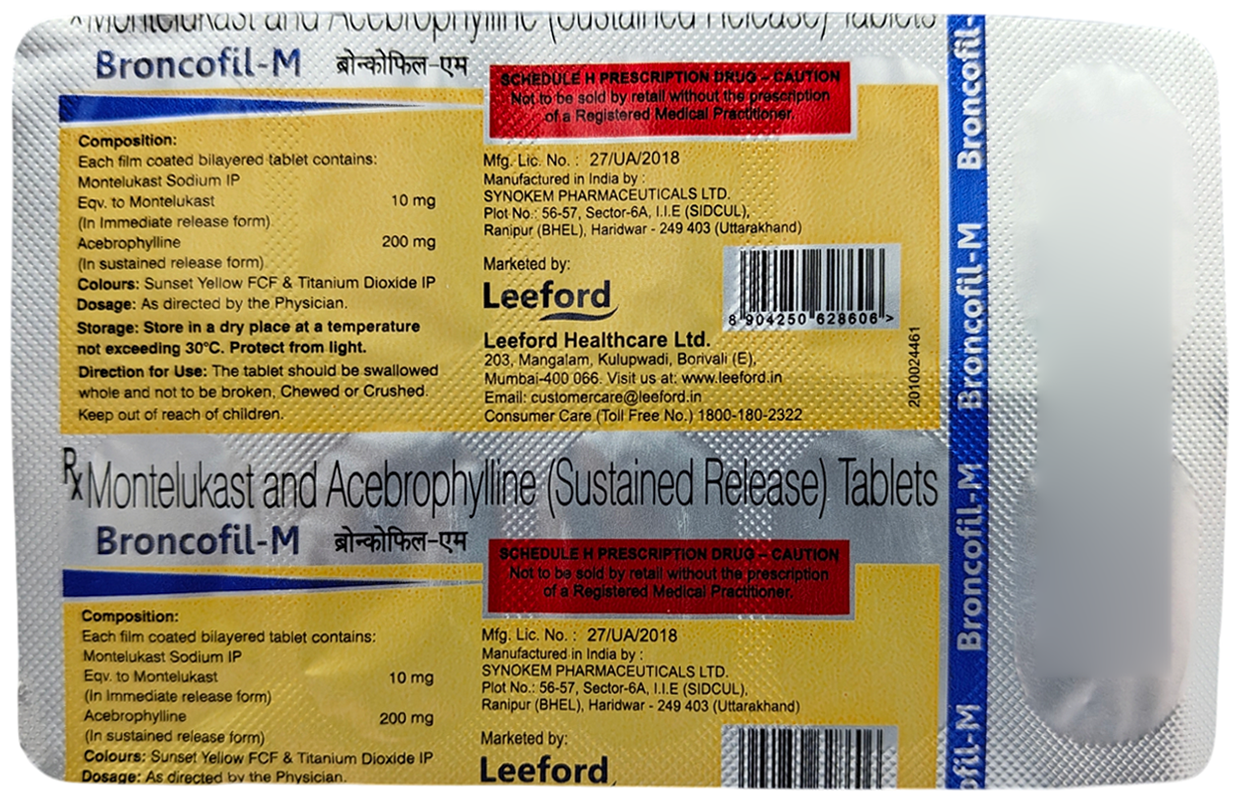 Montelukast and Acebrophylline (Sustained Release) Tablets
Broncofil-M ब्रोन्कोफिल-एम
SCHEDULE H PRESCRIPTION DRUG - CAUTION
Not to be sold by retail without the prescription
of a Registered Medical Practitioner.
Composition:
Each film coated bilayered tablet contains:
Montelukast Sodium IP
Eqv. to Montelukast 10 mg
(In Immediate release form)
Acebrophylline 200 mg
(In sustained release form)
Colours: Sunset Yellow FCF & Titanium Dioxide IP
Dosage: As directed by the Physician.
Storage: Store in a dry place at a temperature
not exceeding 30°C. Protect from light.
Direction for Use: The tablet should be swallowed
whole and not to be broken, Chewed or Crushed.
Keep out of reach of children.
Mfg. Lic. No. : 27/UA/2018
Manufactured in India by :
SYNOKEM PHARMACEUTICALS LTD.
Plot No.: 56-57, Sector-6A, I.I.E (SIDCUL),
Ranipur (BHEL), Haridwar - 249 403 (Uttarakhand)
Marketed by:
Leeford
8 904250 628606 >
Leeford Healthcare Ltd.
203, Mangalam, Kulupwadi, Borivali (E),
Mumbai-400 066. Visit us at: www.leeford.in
Email: customercare@leeford.in
Consumer Care (Toll Free No.) 1800-180-2322
2010024461
Rx Montelukast and Acebrophylline (Sustained Release) Tablets
Broncofil-M ब्रोन्कोफिल-एम
SCHEDULE H PRESCRIPTION DRUG - CAUTION
Not to be sold by retail without the prescription
of a Registered Medical Practitioner.
Composition:
Each film coated bilayered tablet contains:
Montelukast Sodium IP
Eqv. to Montelukast 10 mg
(In Immediate release form)
Acebrophylline 200 mg
(In sustained release form)
Colours: Sunset Yellow FCF & Titanium Dioxide IP
Dosage: As directed by the Physician.
Mfg. Lic. No. : 27/UA/2018
Manufactured in India by :
SYNOKEM PHARMACEUTICALS LTD.
Plot No.: 56-57, Sector-6A, I.I.E (SIDCUL),
Ranipur (BHEL), Haridwar - 249 403 (Uttarakhand)
Marketed by:
Leeford
Broncofil-
Broncofil-M
Broncofil-M
ofil-M